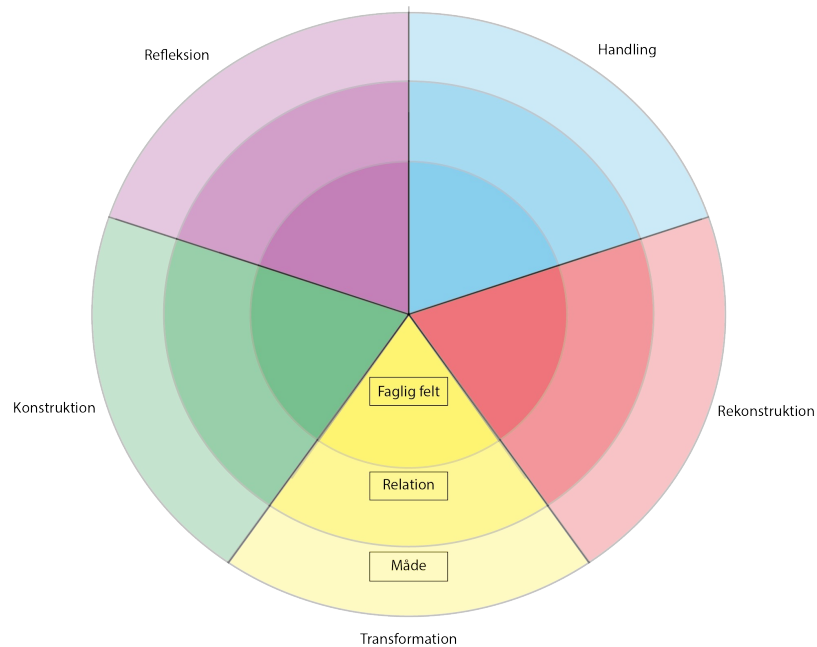 Refleksion
Handling
Faglig felt
Konstruktion
Rekonstruktion
Relation
Måde
Transformation